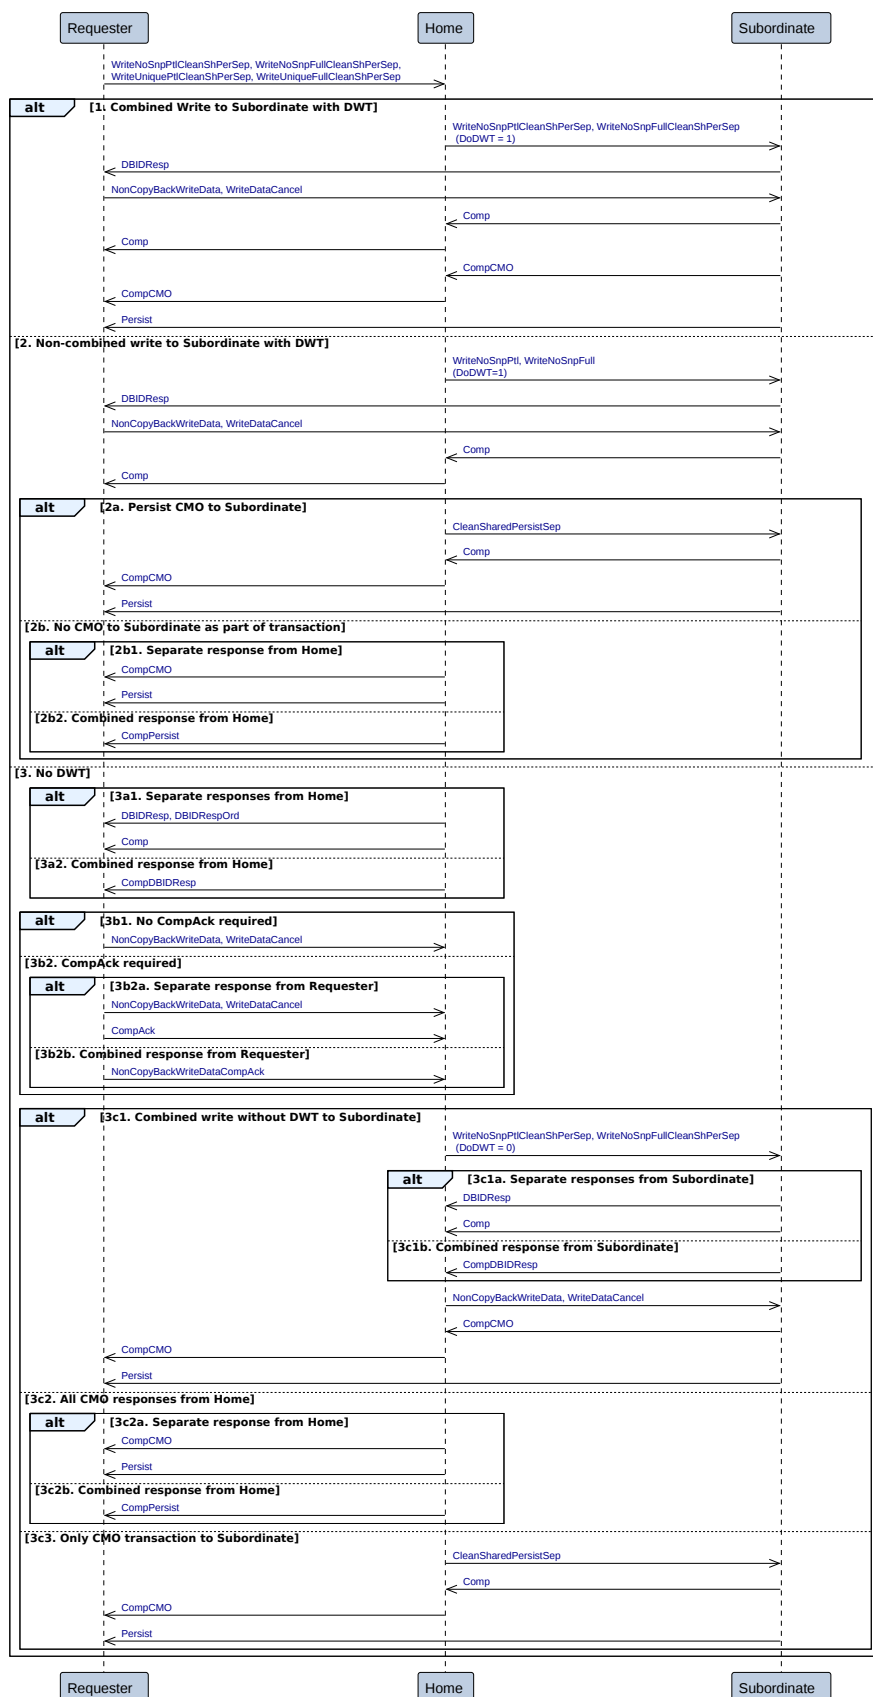 Requester
Home
Subordinate
WriteNoSnpPtlCleanShPerSep, WriteNoSnpFullCleanShPerSep,
WriteUniquePtlCleanShPerSep, WriteUniqueFullCleanShPerSep
alt
[1. Combined Write to Subordinate with DWT]
WriteNoSnpPtlCleanShPerSep, WriteNoSnpFullCleanShPerSep
(DoDWT = 1)
DBIDResp
NonCopyBackWriteData, WriteDataCancel
Comp
Comp
CompCMO
CompCMO
Persist
[2. Non-combined write to Subordinate with DWT]
WriteNoSnpPtl, WriteNoSnpFull
(DoDWT=1)
DBIDResp
NonCopyBackWriteData, WriteDataCancel
Comp
Comp
alt
[2a. Persist CMO to Subordinate]
CleanSharedPersistSep
Comp
CompCMO
Persist
[2b. No CMO to Subordinate as part of transaction]
alt
[2b1. Separate response from Home]
CompCMO
Persist
[2b2. Combined response from Home]
CompPersist
[3. No DWT]
alt
[3a1. Separate responses from Home]
DBIDResp, DBIDRespOrd
Comp
[3a2. Combined response from Home]
CompDBIDResp
alt
[3b1. No CompAck required]
NonCopyBackWriteData, WriteDataCancel
[3b2. CompAck required]
alt
[3b2a. Separate response from Requester]
NonCopyBackWriteData, WriteDataCancel
CompAck
[3b2b. Combined response from Requester]
NonCopyBackWriteDataCompAck
alt
[3c1. Combined write without DWT to Subordinate]
WriteNoSnpPtlCleanShPerSep, WriteNoSnpFullCleanShPerSep
(DoDWT = 0)
alt
[3c1a. Separate responses from Subordinate]
DBIDResp
Comp
[3c1b. Combined response from Subordinate]
CompDBIDResp
NonCopyBackWriteData, WriteDataCancel
CompCMO
CompCMO
Persist
[3c2. All CMO responses from Home]
alt
[3c2a. Separate response from Home]
CompCMO
Persist
[3c2b. Combined response from Home]
CompPersist
[3c3. Only CMO transaction to Subordinate]
CleanSharedPersistSep
Comp
CompCMO
Persist
Requester
Home
Subordinate